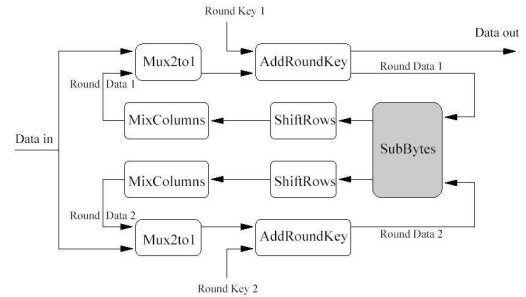 Round Key 1
Data out
Mux2to1
AddRoundKey
Round Data 1
Round Data 1
MixColumns
ShiftRows
Data in
SubBytes
MixColumns
ShiftRows
Round Data 2
Mux2to1
AddRoundKey
Round Data 2
Round Key 2